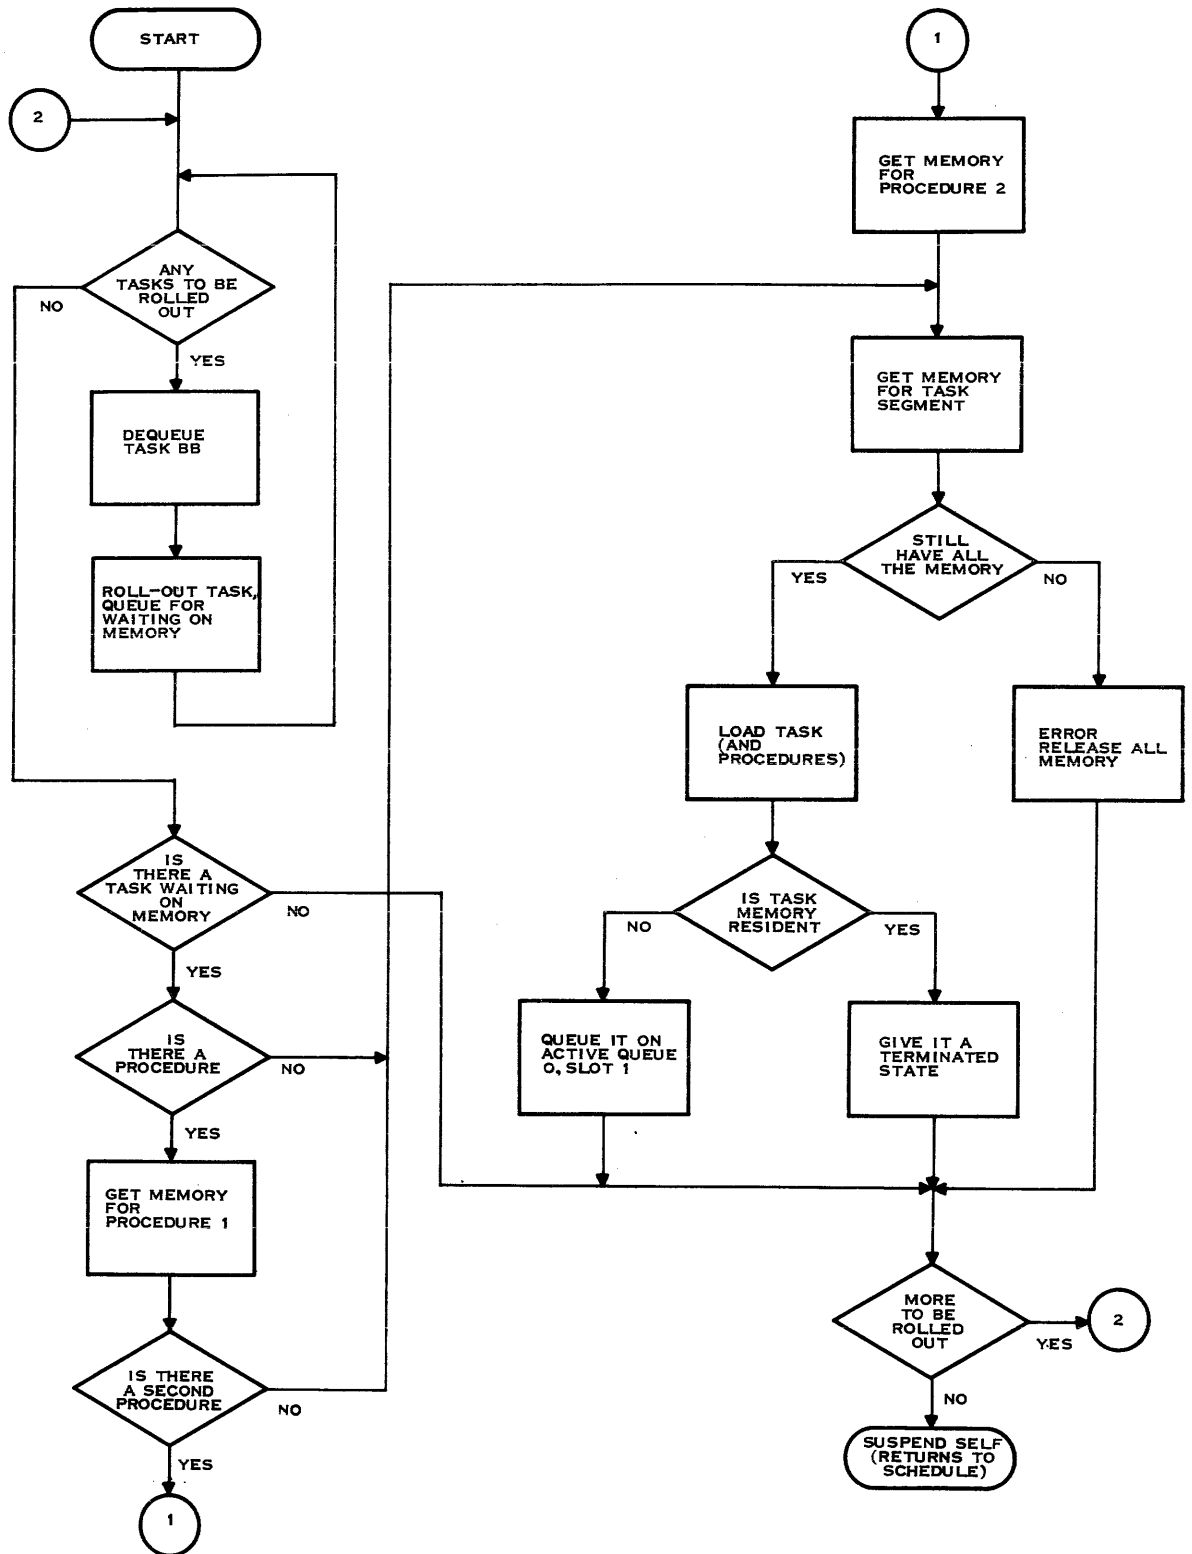 START
2
ANY
TASKS TO BE
ROLLED
OUT
NO
YES
DEQUEUE
TASK BB
ROLL-OUT TASK,
QUEUE FOR
WAITING ON
MEMORY
IS
THERE A
TASK WAITING
ON
MEMORY
NO
YES
IS
THERE A
PROCEDURE
NO
YES
GET MEMORY
FOR
PROCEDURE 1
IS THERE
A SECOND
PROCEDURE
NO
YES
1
1
GET MEMORY
FOR
PROCEDURE 2
GET MEMORY
FOR TASK
SEGMENT
STILL
HAVE ALL
THE MEMORY
YES
NO
LOAD TASK
(AND
PROCEDURES)
ERROR
RELEASE ALL
MEMORY
IS TASK
MEMORY
RESIDENT
NO
YES
QUEUE IT ON
ACTIVE QUEUE
0, SLOT 1
GIVE IT A
TERMINATED
STATE
MORE
TO BE
ROLLED
OUT
YES
2
NO
SUSPEND SELF
(RETURNS TO
SCHEDULE)